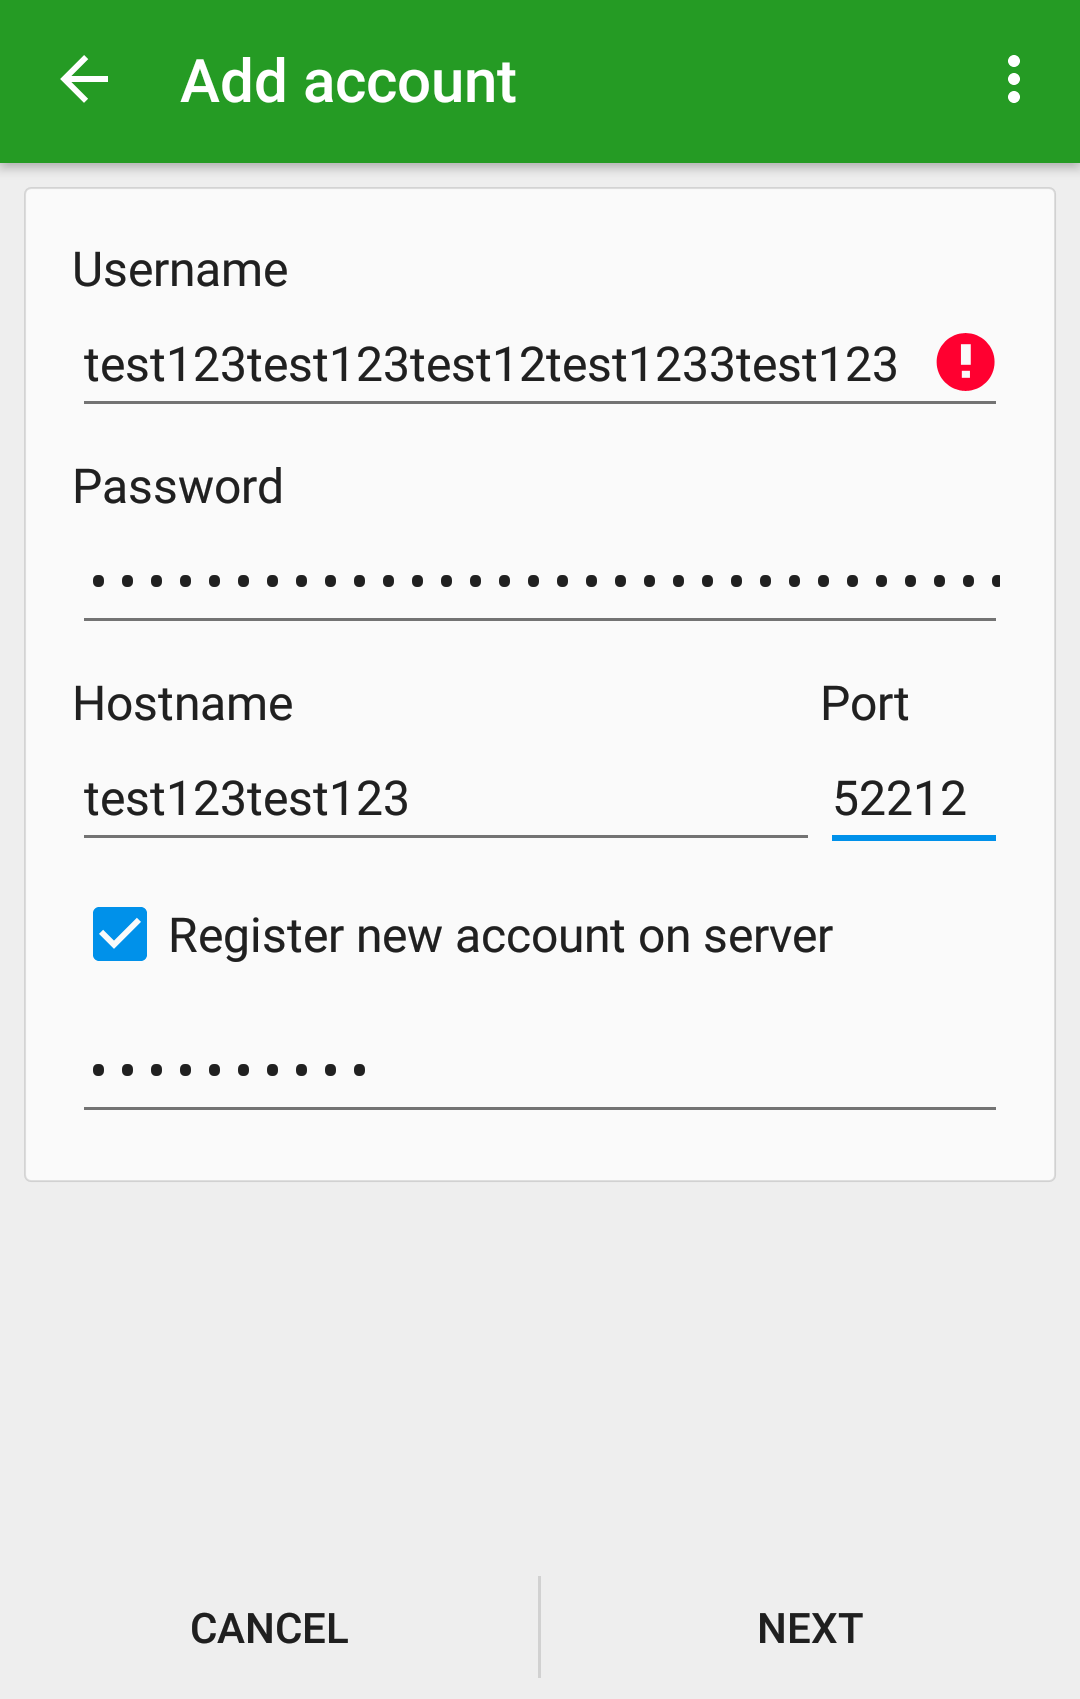 Add account
Username
test123test123test12test1233test123
Password
Hostname Port
test123test123 52212
Register new account on server
CANCEL NEXT